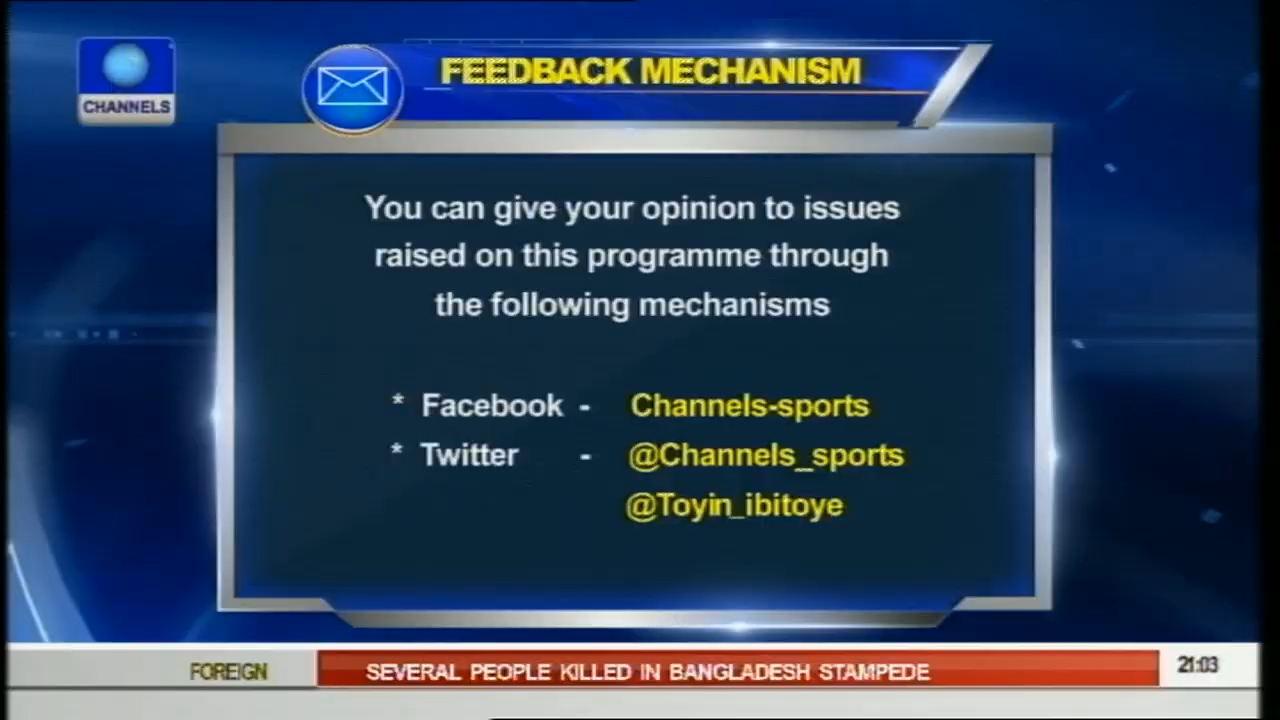 CHANNELS
FEEDBACK MECHANISM
You can give your opinion to issues
raised on this programme through
the following mechanisms
* Facebook - Channels-sports
* Twitter - @Channels_sports
@Toyin_ibitoye
FOREIGN SEVERAL PEOPLE KILLED IN BANGLADESH STAMPEDE 21:03